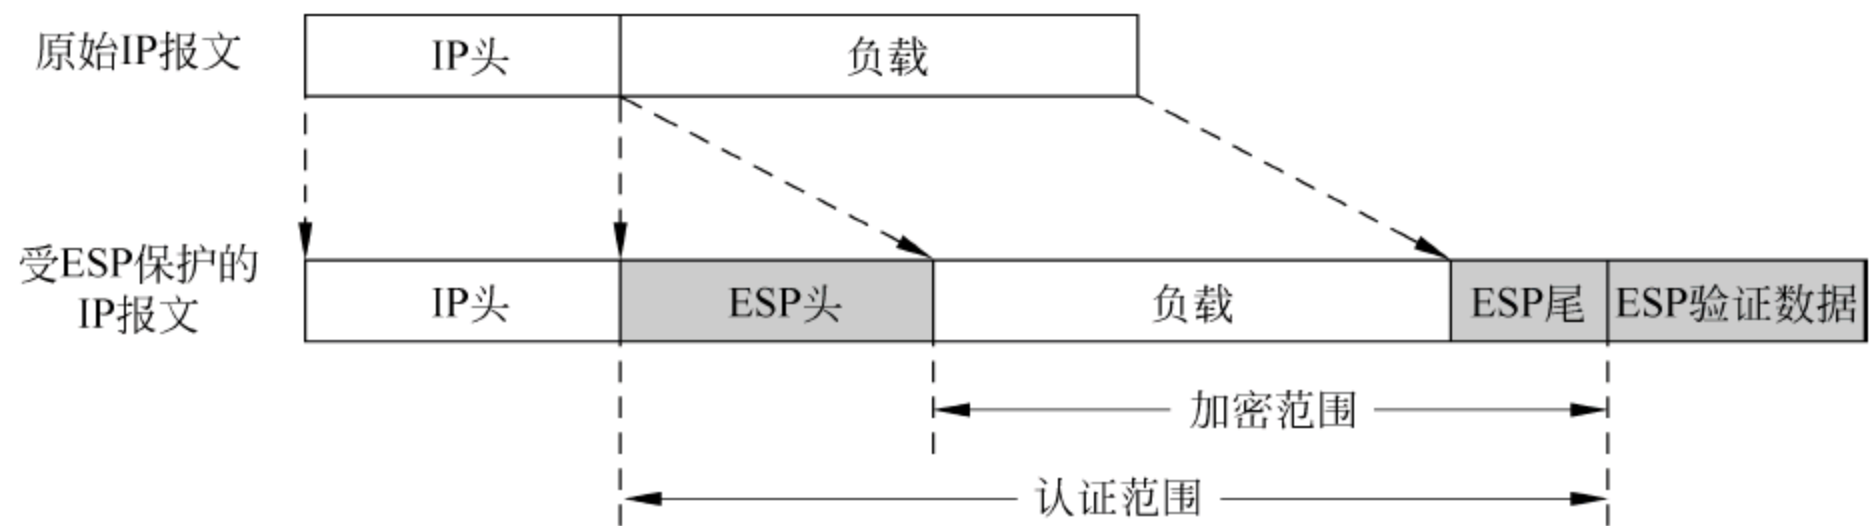 原始IP报文
IP头
负载
受ESP保护的
IP报文
IP头
ESP头
负载
ESP尾
ESP验证数据
加密范围
认证范围